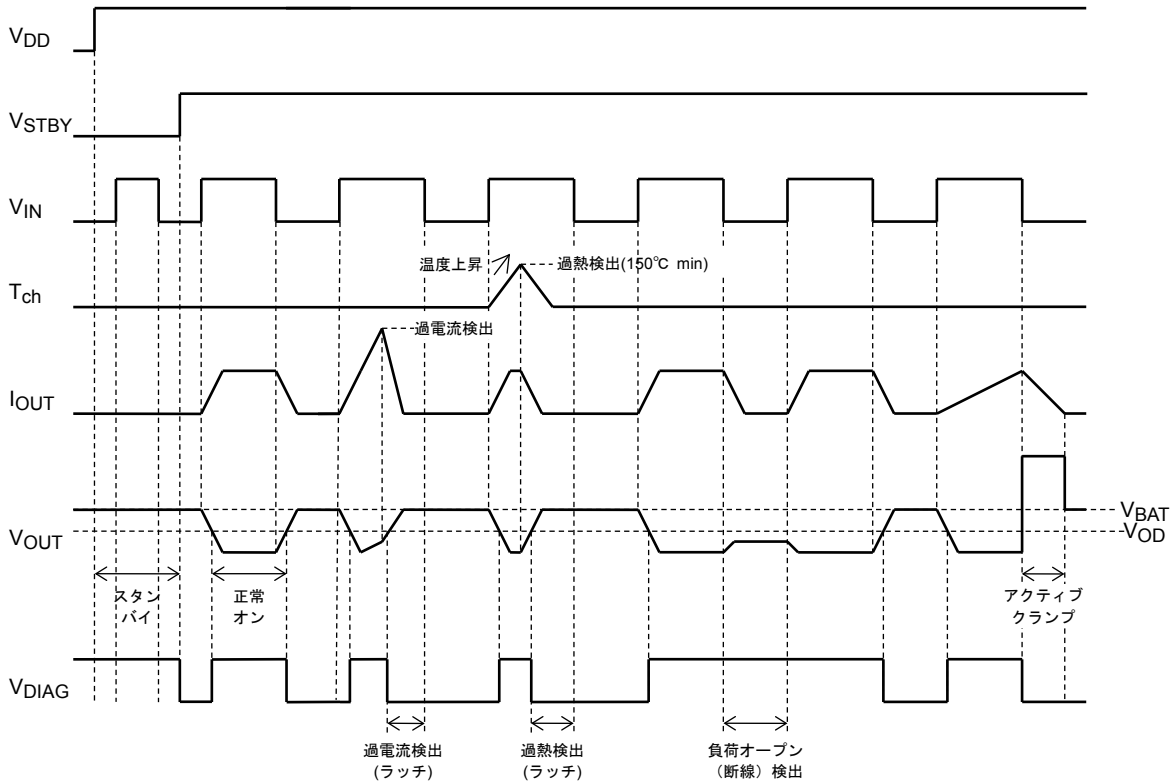 VDD
VSTBY
VIN
温度上昇
過熱検出(150°C min)
Tch
過電流検出
IOUT
VBAT
VOUT
VOD
スタン
バイ
正常
オン
アクティブ
クランプ
VDIAG
過電流検出
(ラッチ)
過熱検出
(ラッチ)
負荷オープン
（断線）検出